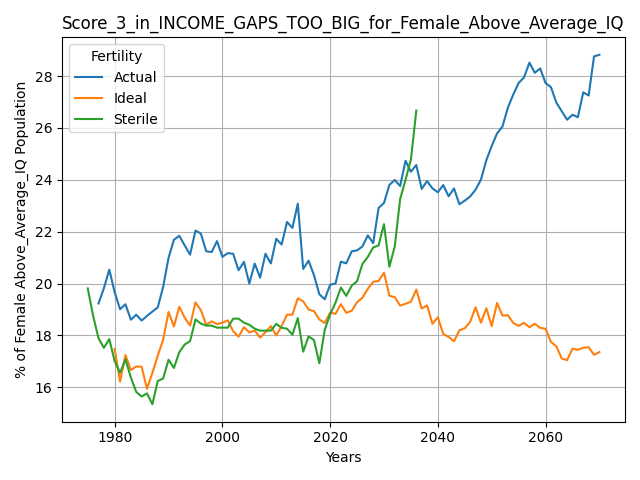 Score_3_in_INCOME_GAPS_TOO_BIG_for_Female_Above_Average_IQ
Fertility
Actual
Ideal
Sterile
% of Female Above_Average_IQ Population
28
26
24
22
20
18
16
1980
2000
2020
2040
2060
Years